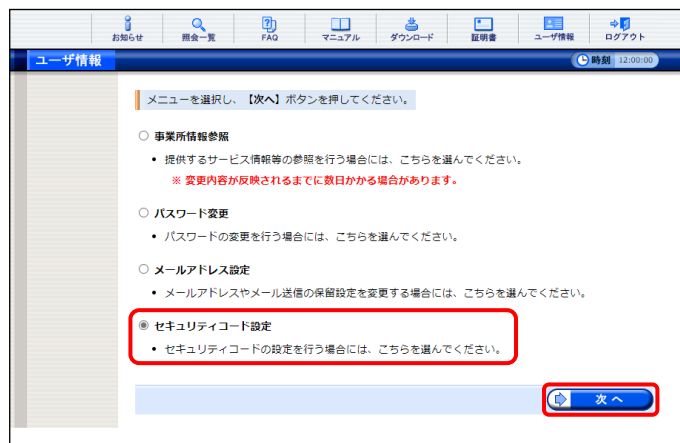 お知らせ 照会一覧 FAQ マニュアル ダウンロード 証明書 ユーザ情報 ログアウト
ユーザ情報 時刻 12:00:00
メニューを選択し、【次へ】ボタンを押してください。
事業所情報参照
• 提供するサービス情報等の参照を行う場合には、こちらを選んでください。
※ 変更内容が反映されるまでに数日かかる場合があります。
パスワード変更
• パスワードの変更を行う場合には、こちらを選んでください。
メールアドレス設定
• メールアドレスやメール送信の保留設定を変更する場合には、こちらを選んでください。
セキュリティコード設定
• セキュリティコードの設定を行う場合には、こちらを選んでください。
次へ